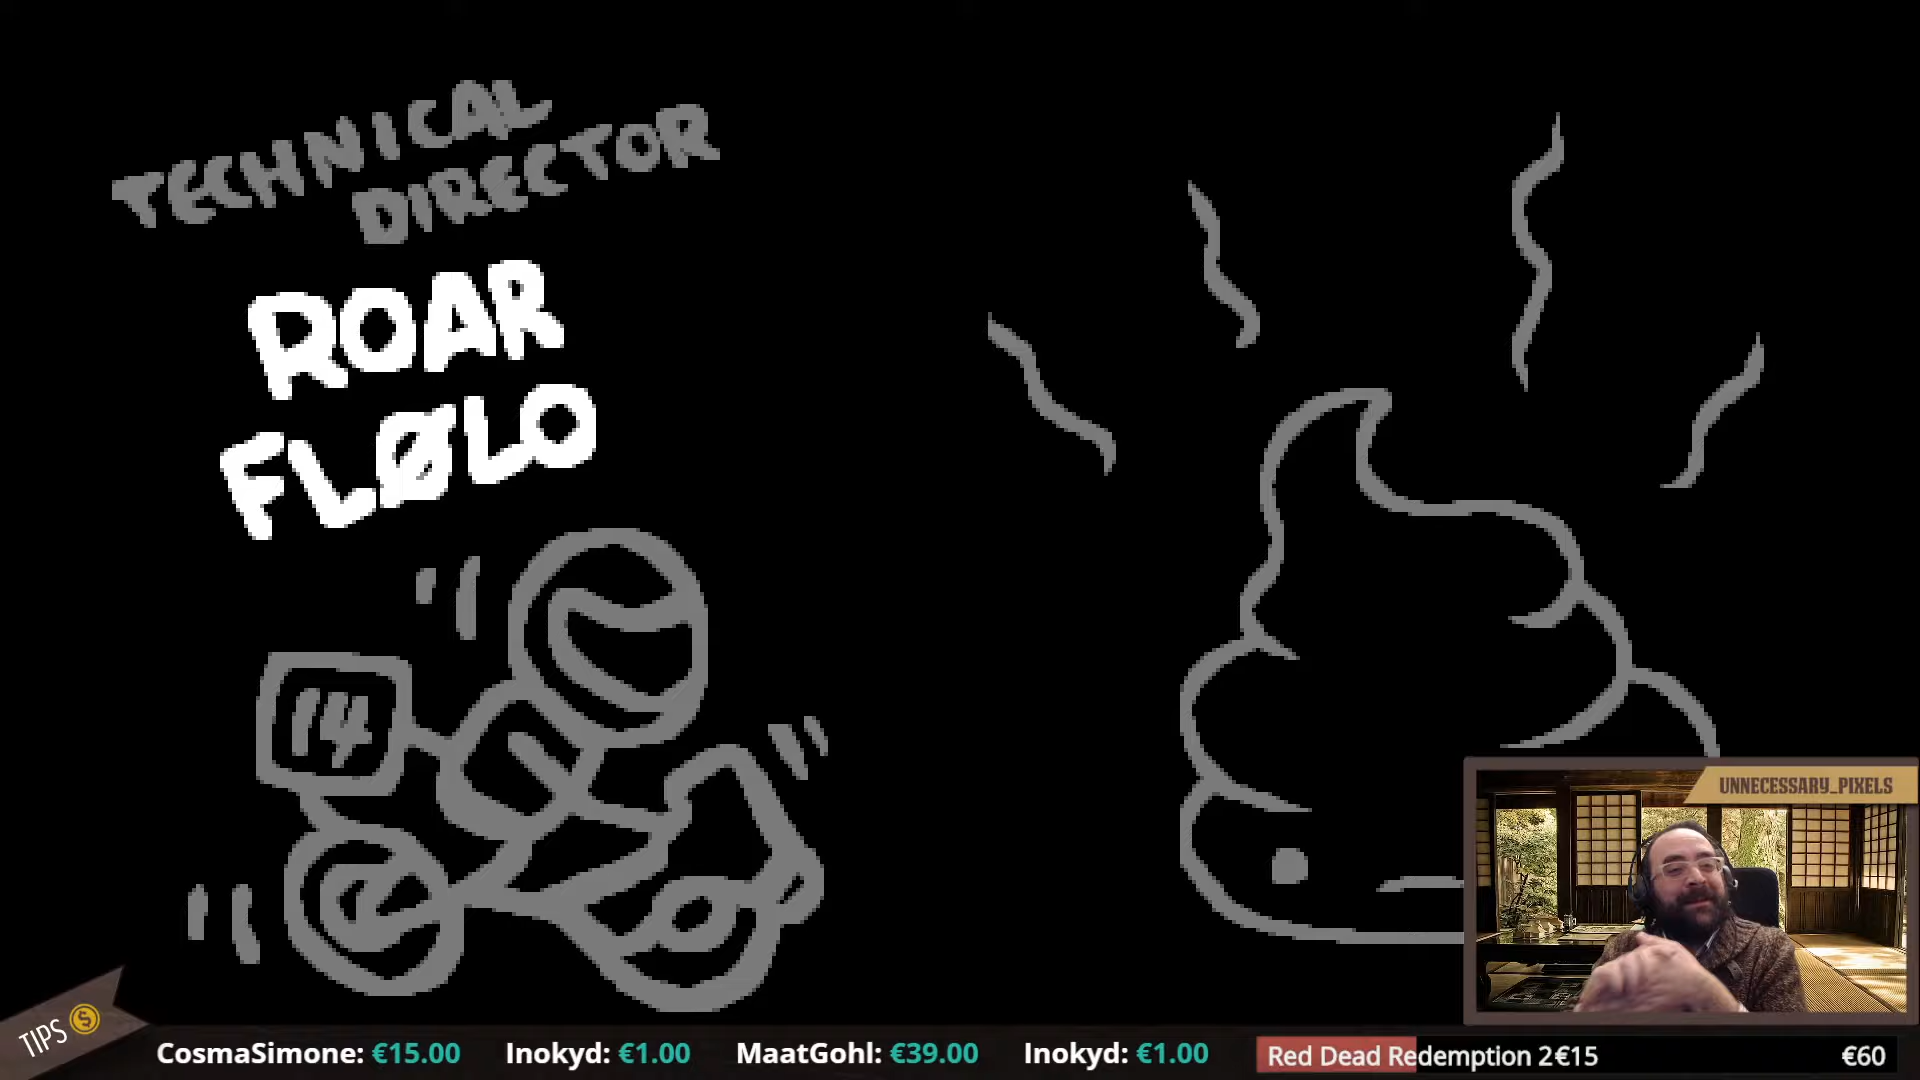 TECHNICAL
DIRECTOR
ROAR
FLØLO
14
UNNECESSARY_PIXELS
TIPS
CosmaSimone: €15.00 Inokyd: €1.00 MaatGohl: €39.00 Inokyd: €1.00 Red Dead Redemption 2 €15 €60